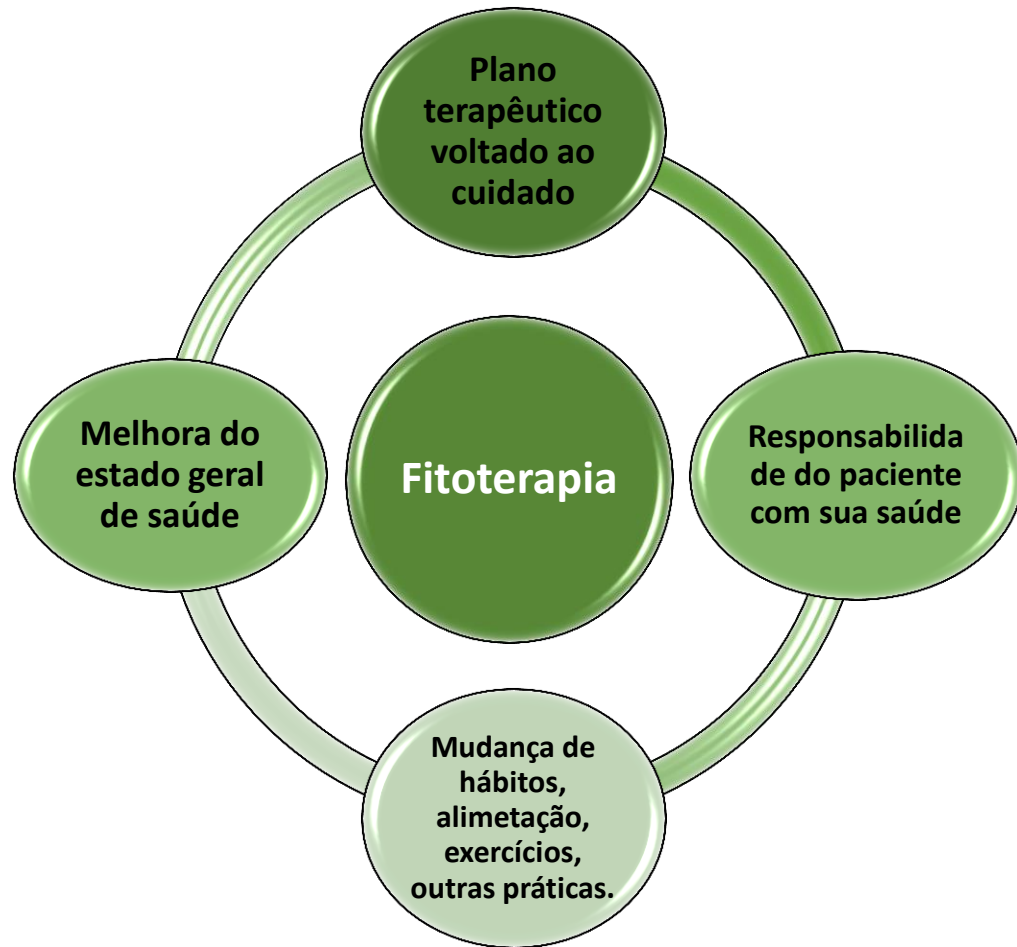 Plano
terapêutico
voltado ao
cuidado
Melhora do
estado geral
de saúde
Fitoterapia
Responsabilida
de do paciente
com sua saúde
Mudança de
hábitos,
alimetação,
exercícios,
outras práticas.